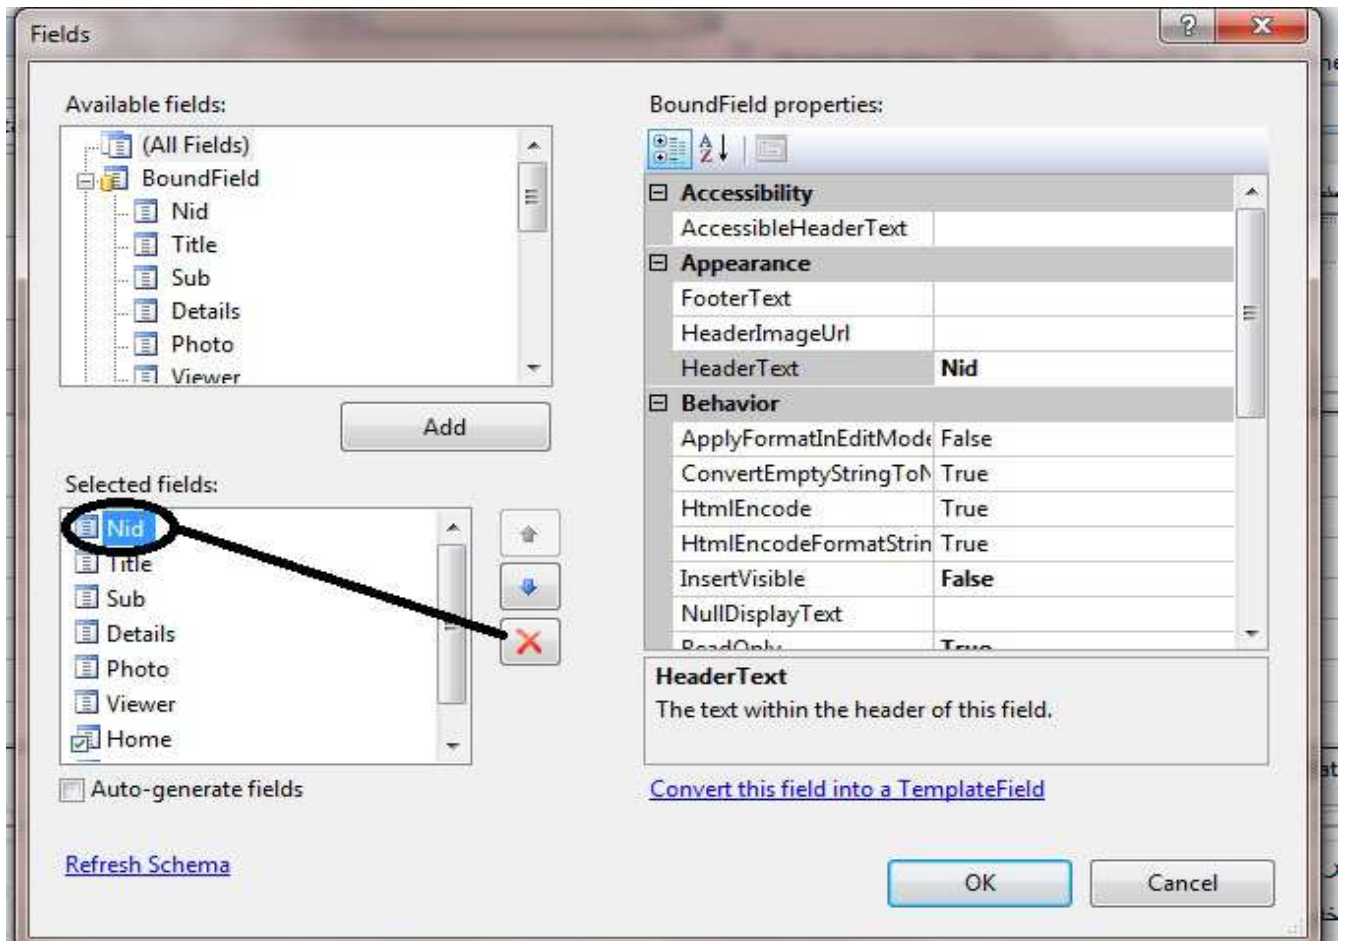 Fields
Available fields:
(All Fields)
BoundField
Nid
Title
Sub
Details
Photo
Viewer
Add
Selected fields:
Nid
Title
Sub
Details
Photo
Viewer
Home
Auto-generate fields
Refresh Schema
BoundField properties:
Accessibility
AccessibleHeaderText
Appearance
FooterText
HeaderImageUrl
HeaderText Nid
Behavior
ApplyFormatInEditMode False
ConvertEmptyStringToN True
HtmlEncode True
HtmlEncodeFormatStrin True
InsertVisible False
NullDisplayText
ReadOnly True
HeaderText
The text within the header of this field.
Convert this field into a TemplateField
OK
Cancel